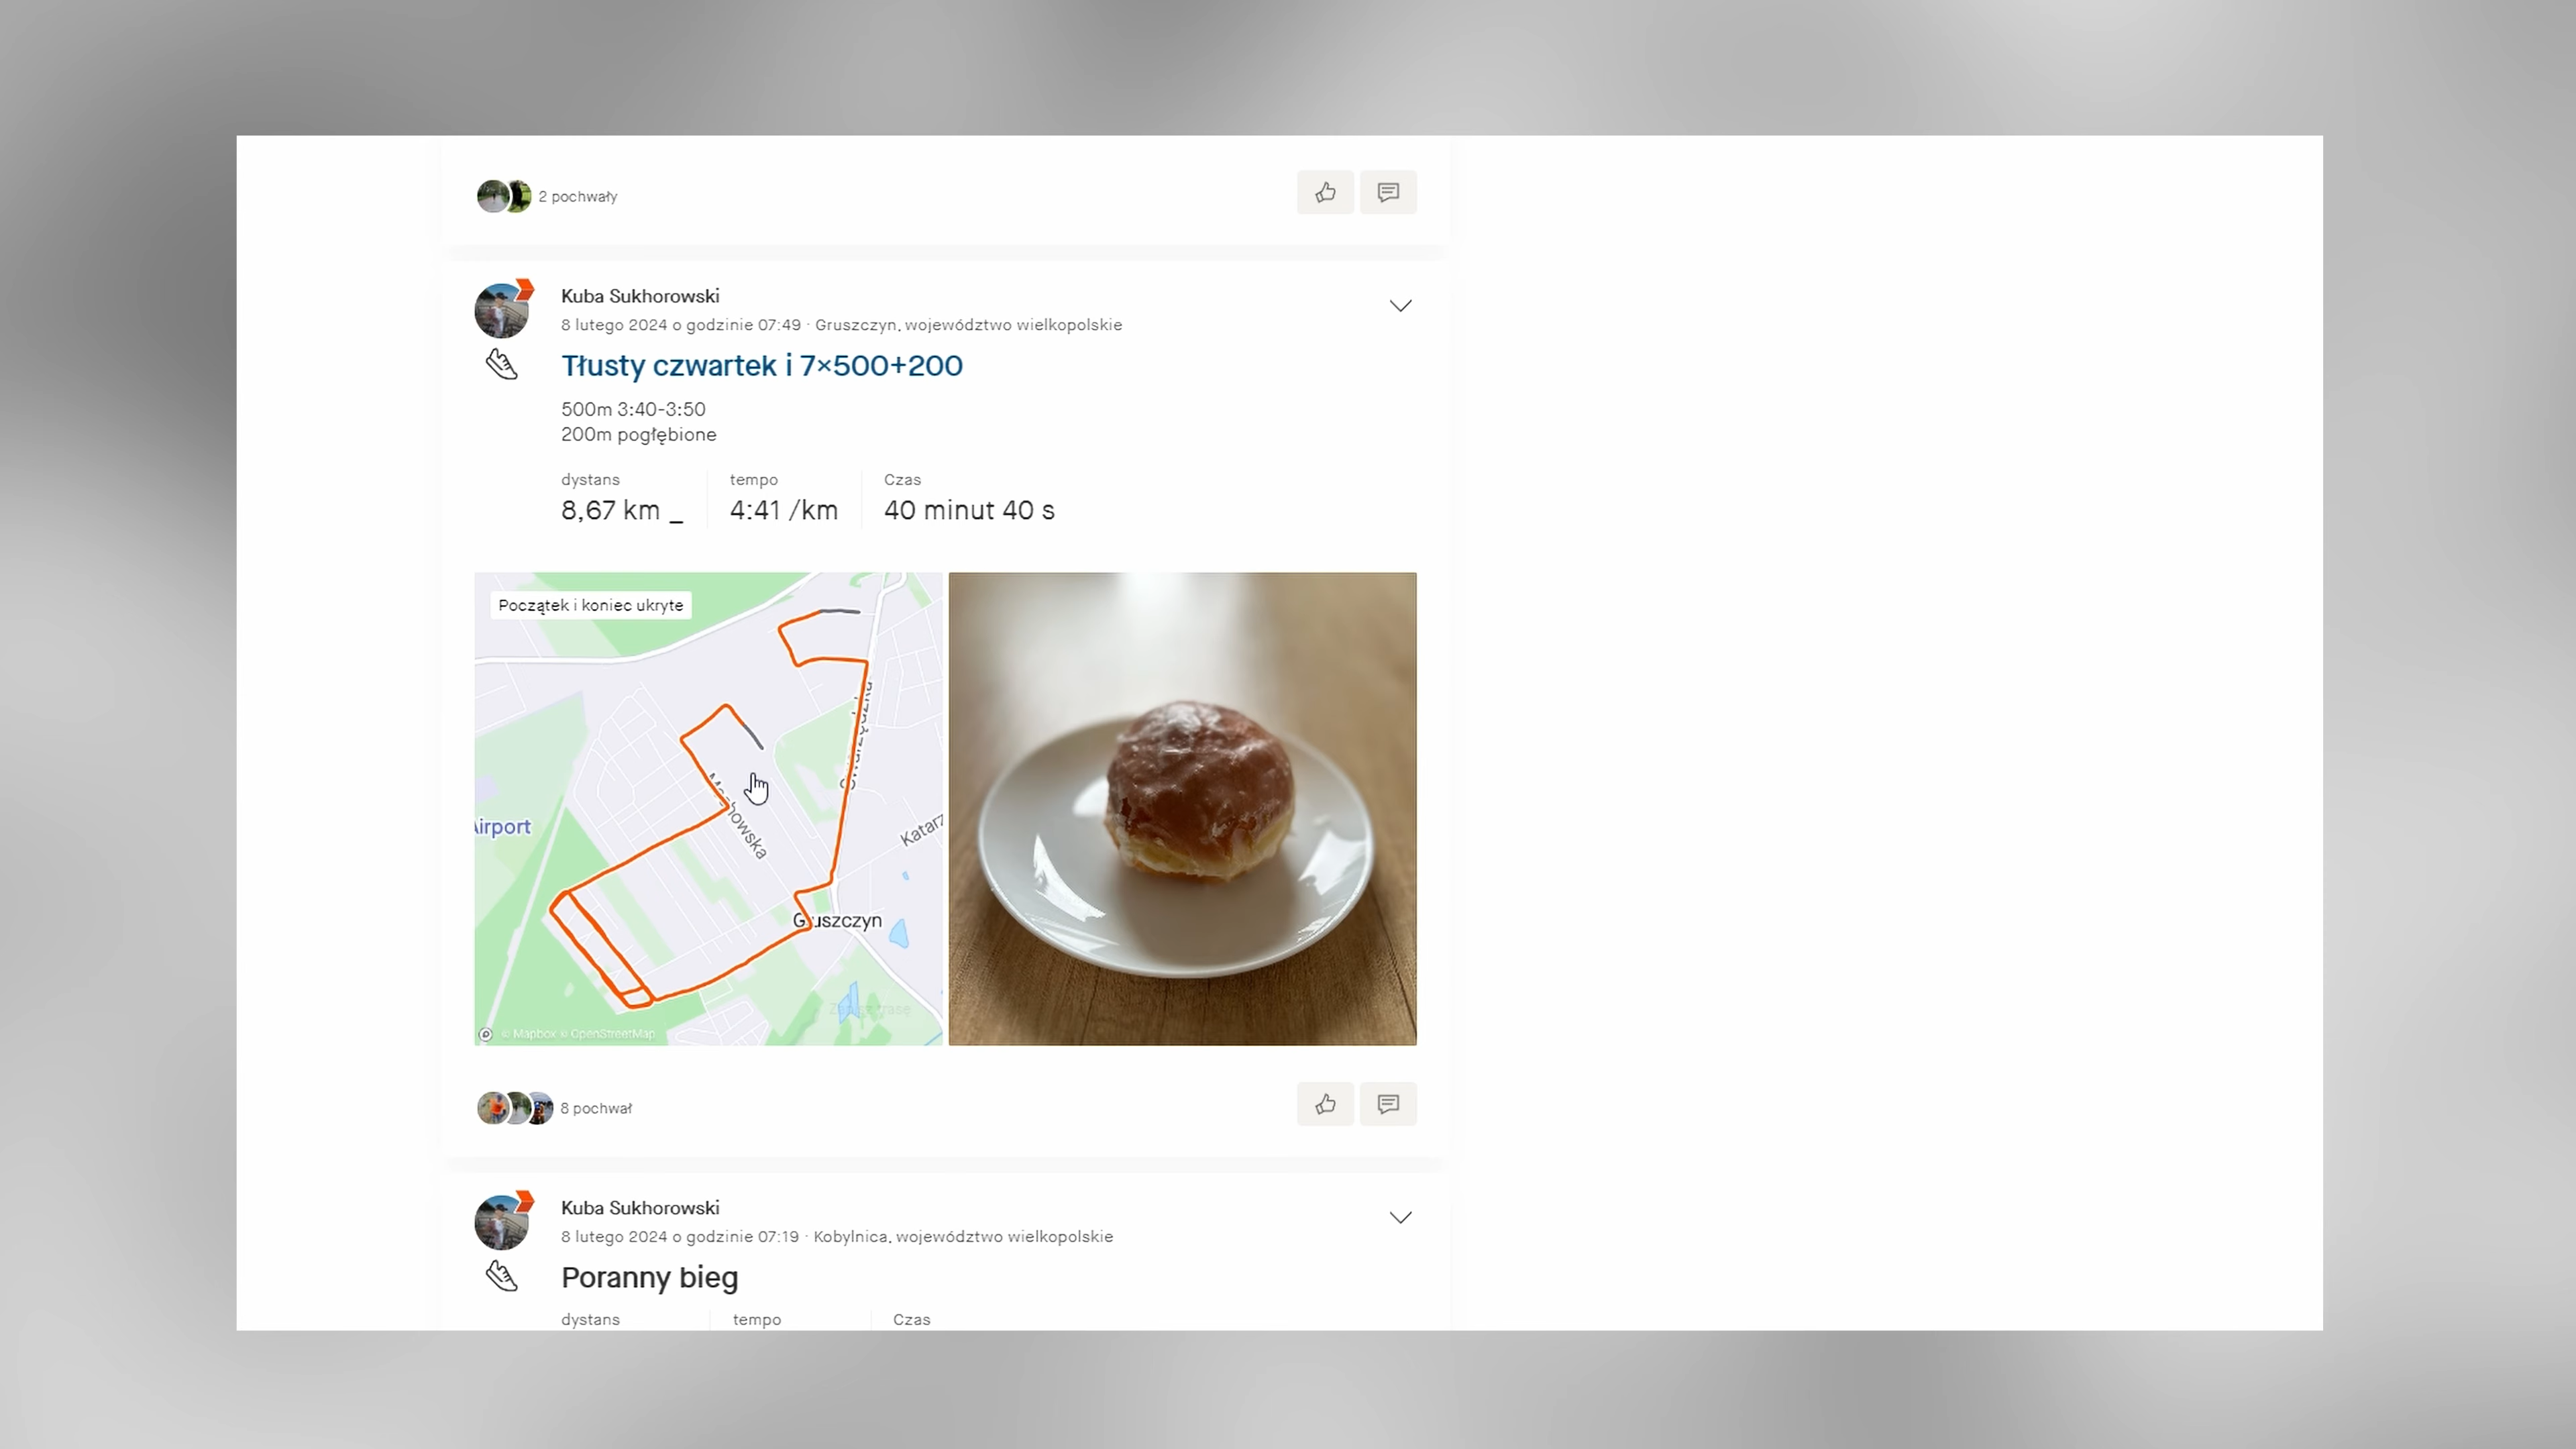 2 pochwały
Kuba Sukhorowski
8 lutego 2024 o godzinie 07:49 · Gruszczyn, województwo wielkopolskie
Tłusty czwartek i 7×500+200
500m 3:40-3:50
200m pogłębione
dystans tempo Czas
8,67 km _ 4:41 /km 40 minut 40 s
Początek i koniec ukryte
Airport
Katarz
Gruszczyn
© Mapbox © OpenStreetMap
8 pochwał
Kuba Sukhorowski
8 lutego 2024 o godzinie 07:19 · Kobylnica, województwo wielkopolskie
Poranny bieg
dystans tempo Czas